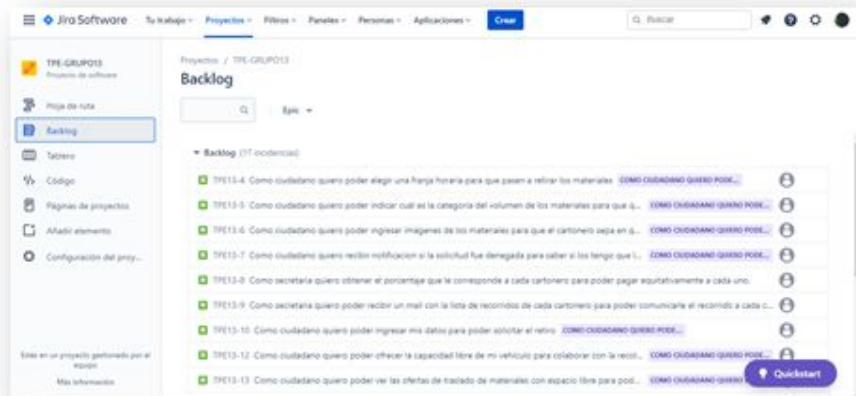 Jira Software Tu trabajo Proyectos Filtros Paneles Personas Aplicaciones Crear Buscar
TPE-GRUPO13
Proyecto de software
Hoja de ruta
Backlog
Tablero
Código
Páginas de proyectos
Añadir elemento
Configuración del proy...
Estás en un proyecto gestionado por el
equipo
Más información
Proyectos / TPE-GRUPO13
Backlog
Epic
Backlog (17 incidencias)
TPE13-4 Como ciudadano quiero poder elegir una franja horaria para que pasen a retirar los materiales COMO CIUDADANO QUIERO PODE...
TPE13-5 Como ciudadano quiero poder indicar cuál es la categoría del volumen de los materiales para que q... COMO CIUDADANO QUIERO PODE...
TPE13-6 Como ciudadano quiero poder ingresar imágenes de los materiales para que el cartonero sepa en q... COMO CIUDADANO QUIERO PODE...
TPE13-7 Como ciudadano quiero recibir notificacion si la solicitud fue denegada para saber si los tengo que l... COMO CIUDADANO QUIERO PODE...
TPE13-8 Como secretaria quiero obtener el porcentaje que le corresponde a cada cartonero para poder pagar equitativamente a cada uno.
TPE13-9 Como secretaria quiero poder recibir un mail con la lista de recorridos de cada cartonero para poder comunicarle el recorrido a cada c...
TPE13-10 Como ciudadano quiero poder ingresar mis datos para poder solicitar el retiro COMO CIUDADANO QUIERO PODE...
TPE13-12 Como ciudadano quiero poder ofrecer la capacidad libre de mi vehiculo para colaborar con la recol... COMO CIUDADANO QUIERO PODE...
TPE13-13 Como ciudadano quiero poder ver las ofertas de traslado de materiales con espacio libre para pod... COMO CIUDADANO QUIERO
Quickstart